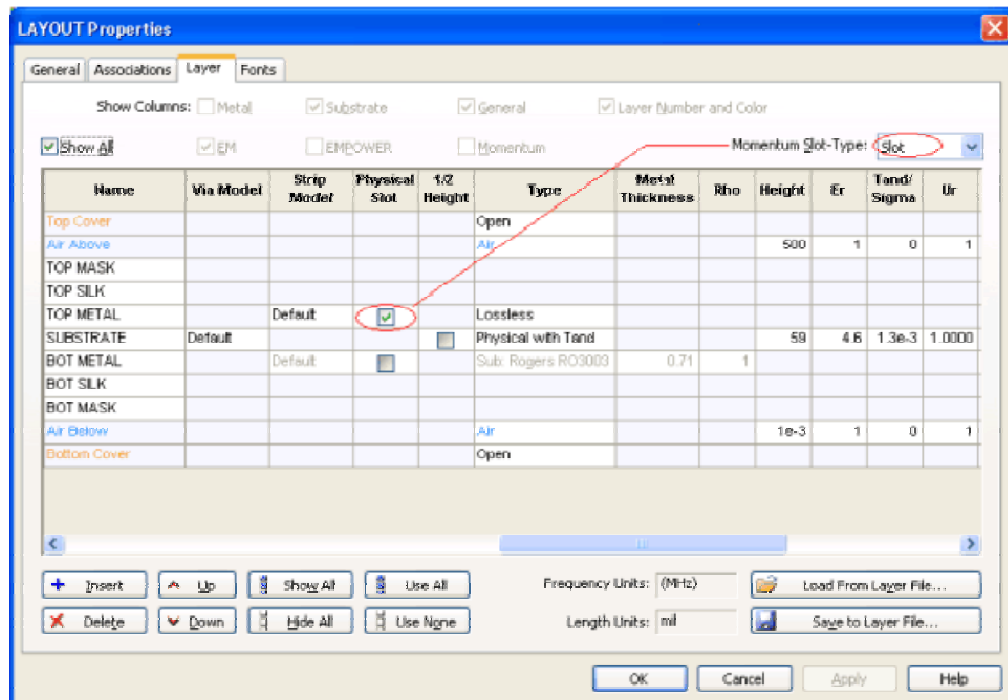 LAYOUT Properties
General Associations Layer Fonts
Show Columns: Metal Substrate General Layer Number and Color
Show All EM EMPOWER Momentum Momentum Slot-Type: Slot
Name Via Model Strip Model Physical Slot 1/2 Height Type Metal Thickness Rho Height Er Tand/ Sigma Ur
Top Cover Open
Air Above Air 500 1 0 1
TOP MASK
TOP SILK
TOP METAL Default Lossless
SUBSTRATE Default Physical with Tand 59 4.6 1.3e-3 1.0000
BOT METAL Default Sub: Rogers RO3003 0.71 1
BOT SILK
BOT MASK
Air Below Air 1e-3 1 0 1
Bottom Cover Open
Insert Up Show All Use All Frequency Units: (MHz) Load From Layer File...
Delete Down Hide All Use None Length Units: mil Save to Layer File...
OK Cancel Apply Help